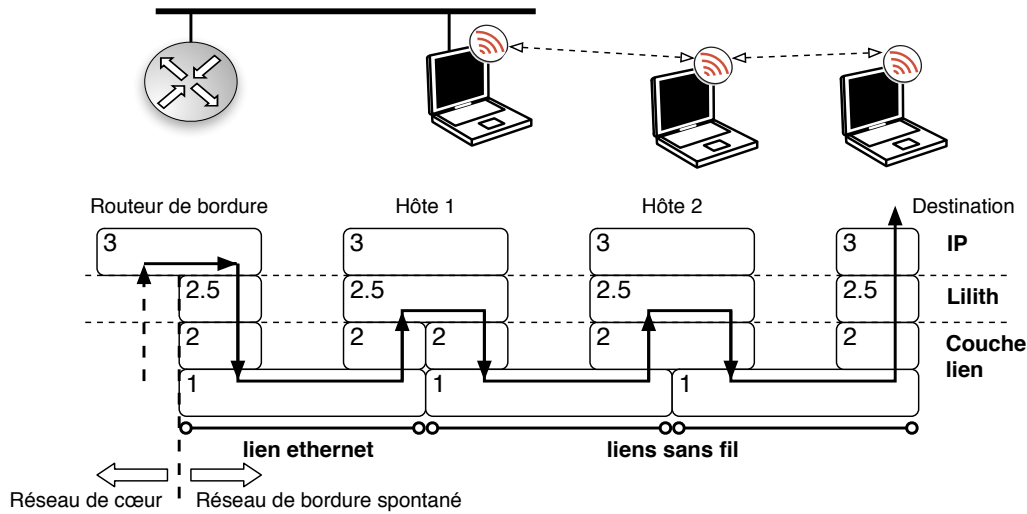 Routeur de bordure
Hôte 1
Hôte 2
Destination
3
3
3
3
IP
2.5
2.5
2.5
2.5
Lilith
2
2
2
2
2
Couche
lien
1
1
1
lien ethernet
liens sans fil
Réseau de cœur
Réseau de bordure spontané